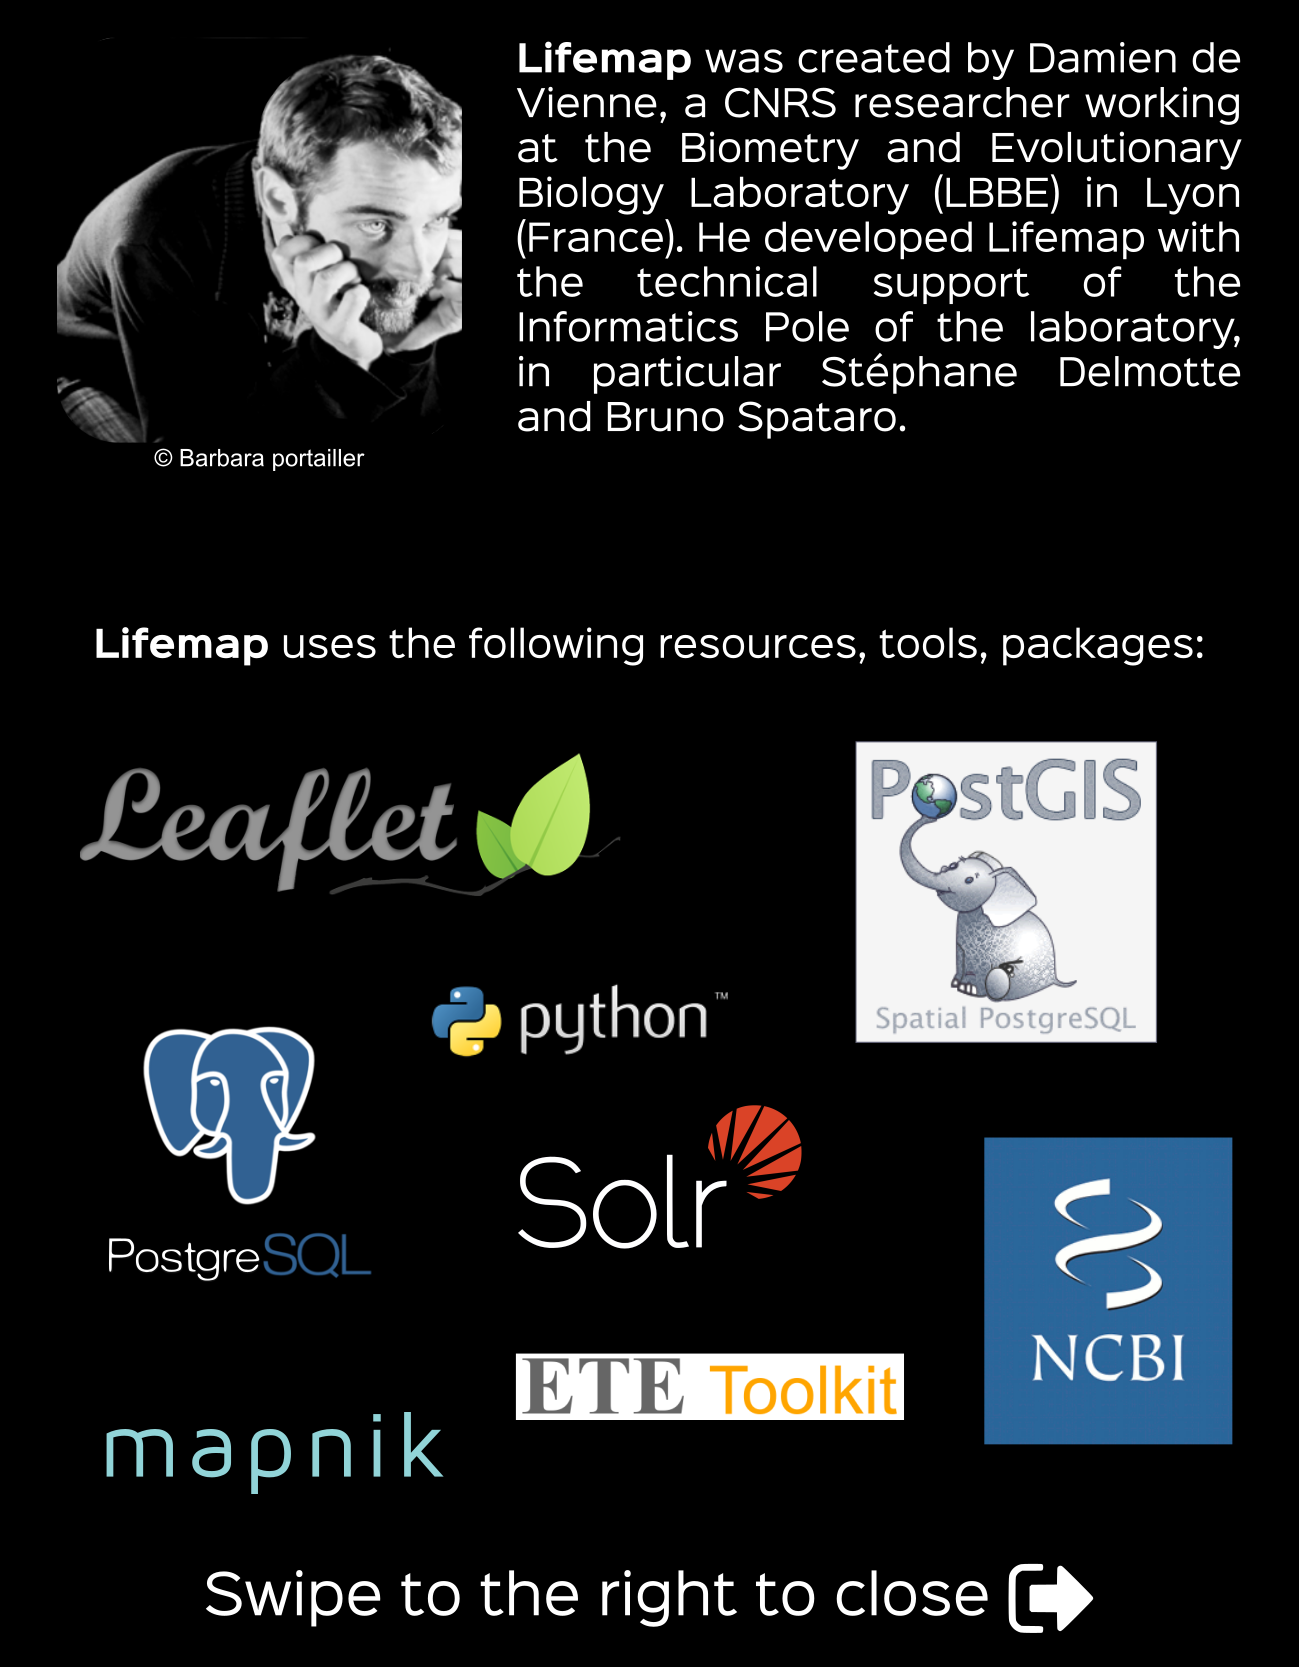 Lifemap was created by Damien de
Vienne, a CNRS researcher working
at the Biometry and Evolutionary
Biology Laboratory (LBBE) in Lyon
(France). He developed Lifemap with
the technical support of the
Informatics Pole of the laboratory,
in particular Stéphane Delmotte
and Bruno Spataro.
© Barbara portailler
Lifemap uses the following resources, tools, packages:
Leaflet
PostGIS
Spatial PostgreSQL
python™
PostgreSQL
Solr
NCBI
ETE Toolkit
mapnik
Swipe to the right to close